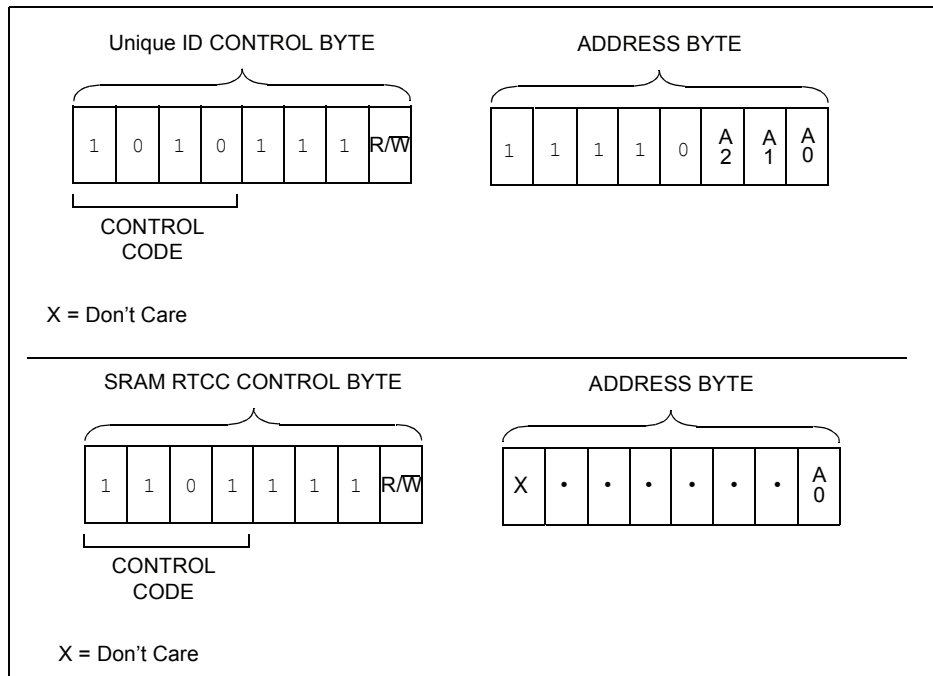 Unique ID CONTROL BYTE
ADDRESS BYTE
1 0 1 0 1 1 1 R/W̅
1 1 1 1 0 A2 A1 A0
CONTROL
CODE
X = Don't Care
SRAM RTCC CONTROL BYTE
ADDRESS BYTE
1 1 0 1 1 1 1 R/W̅
X • • • • • • A0
CONTROL
CODE
X = Don't Care